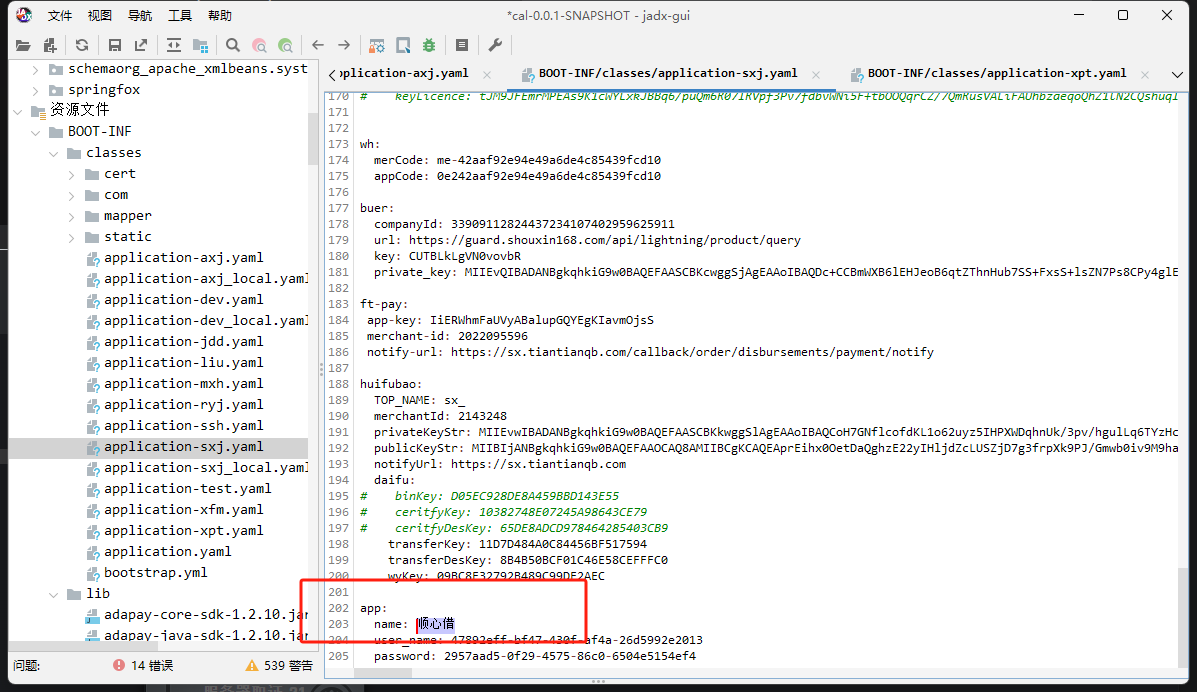 文件 视图 导航 工具 帮助 *cal-0.0.1-SNAPSHOT - jadx-gui
schemaorg_apache_xmlbeans.syst
springfox
资源文件
BOOT-INF
classes
cert
com
mapper
static
application-axj.yaml
application-axj_local.yaml
application-dev.yaml
application-dev_local.yaml
application-jdd.yaml
application-liu.yaml
application-mxh.yaml
application-ryj.yaml
application-ssh.yaml
application-sxj.yaml
application-sxj_local.yaml
application-test.yaml
application-xfm.yaml
application-xpt.yaml
application.yaml
bootstrap.yml
lib
adapay-core-sdk-1.2.10.jar
adapay-java-sdk-1.2.10.jar
问题: 14 错误 539 警告
pplication-axj.yaml BOOT-INF/classes/application-sxj.yaml BOOT-INF/classes/application-xpt.yaml
170 # keyLicence:
171
172
173 wh:
174 merCode: me-42aaf92e94e49a6de4c85439fcd10
175 appCode: 0e242aaf92e94e49a6de4c85439fcd10
176
177 buer:
178 companyId: 33909112824437234107402959625911
179 url: https://guard.shouxin168.com/api/lightning/product/query
180 key: CUTBLkLgVN0vovbR
181 private_key: MIIEvQIBADANBgkqhkiG9w0BAQEFAASCBKcwggSjAgEAAoIBAQDc+CCBmWXB6lEHJeoB6qtZThnHub7SS+FxsS+lsZN7Ps8CPy4glE
182
183 ft-pay:
184 app-key: IiERWhmFaUVyABalupGQYEgKIavmOjsS
185 merchant-id: 2022095596
186 notify-url: https://sx.tiantianqb.com/callback/order/disbursements/payment/notify
187
188 huifubao:
189 TOP_NAME: sx_
190 merchantId: 2143248
191 privateKeyStr: MIIEvwIBADANBgkqhkiG9w0BAQEFAASCBKkwggSlAgEAAoIBAQCoH7GNflcofdKL1o62uyz5IHPXWDqhnUk/3pv/hgulLq6TYzHc
192 publicKeyStr: MIIBIjANBgkqhkiG9w0BAQEFAAOCAQ8AMIIBCgKCAQEAprEihx0OetDaQghzE22yIHljdZcLUSZjD7g3frpXk9PJ/Gmwb0iv9M9ha
193 notifyUrl: https://sx.tiantianqb.com
194 daifu:
195 # binKey: D05EC928DE8A459BBD143E55
196 # ceritfyKey: 10382748E07245A98643CE79
197 # ceritfyDesKey: 65DE8ADCD978464285403CB9
198 transferKey: 11D7D484A0C84456BF517594
199 transferDesKey: 8B4B50BCF01C46E58CEFFFC0
200 wyKey: 09BC8F32792B489C99DF2AEC
201
202 app:
203 name: 顺心借
204 user_name: 47892eff-bf47-430f-af4a-26d5992e2013
205 password: 2957aad5-0f29-4575-86c0-6504e5154ef4